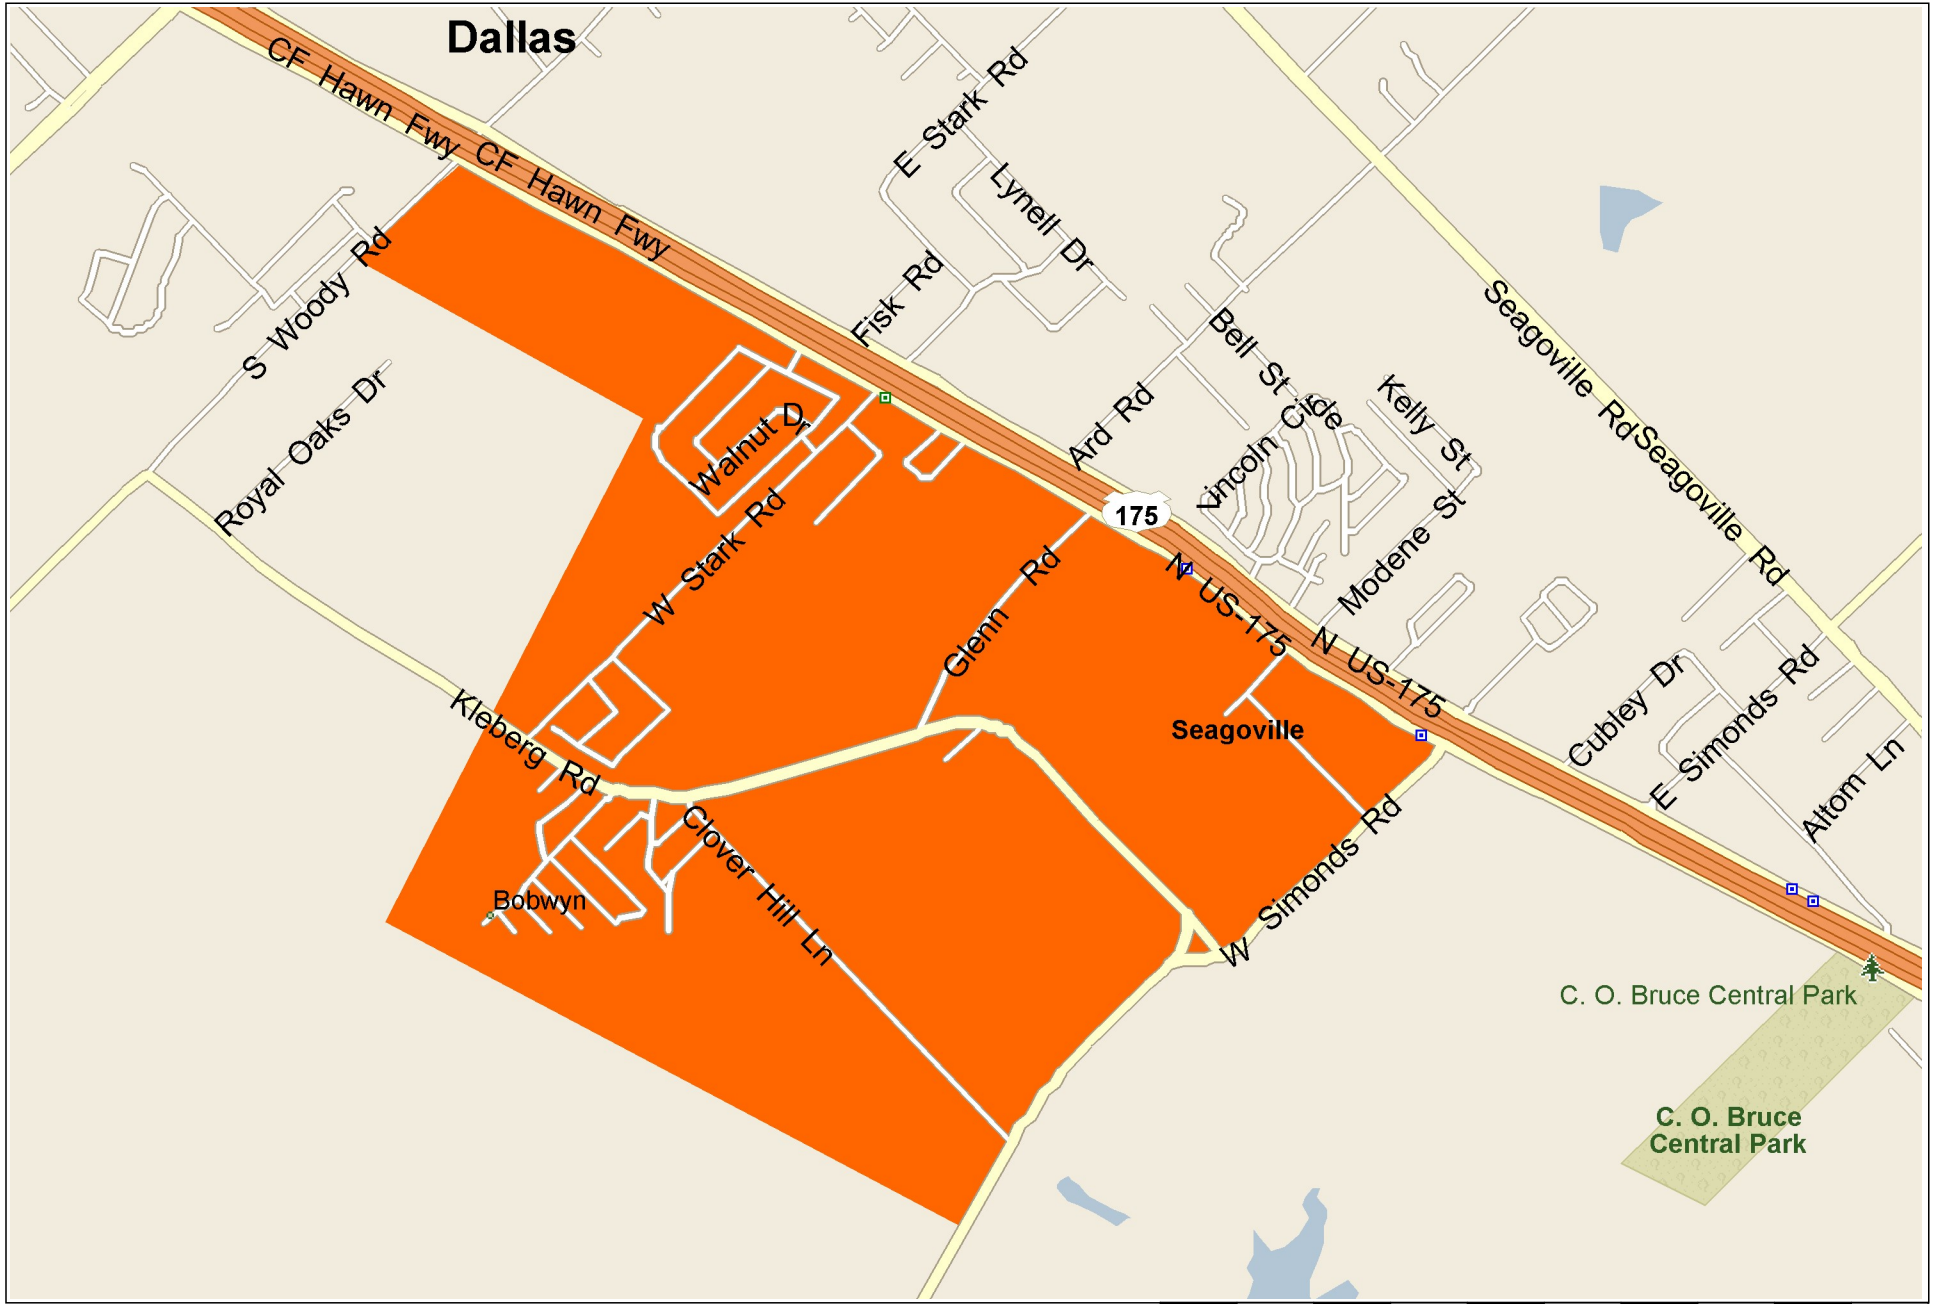 Dallas
CF Hawn Fwy
CF Hawn Fwy
E Stark Rd
Lynell Dr
S Woody Rd
Fisk Rd
Royal Oaks Dr
Walnut Dr
W Stark Rd
Ard Rd
Bell St
Lincoln Circle
Kelly St
Modene St
Seagoville Rd
Seagoville Rd
175
N US-175
N US-175
Glenn Rd
Kleberg Rd
Seagoville
Cubley Dr
E Simonds Rd
Altom Ln
W Simonds Rd
Clover Hill Ln
Bobwyn
C. O. Bruce Central Park
C. O. Bruce
Central Park